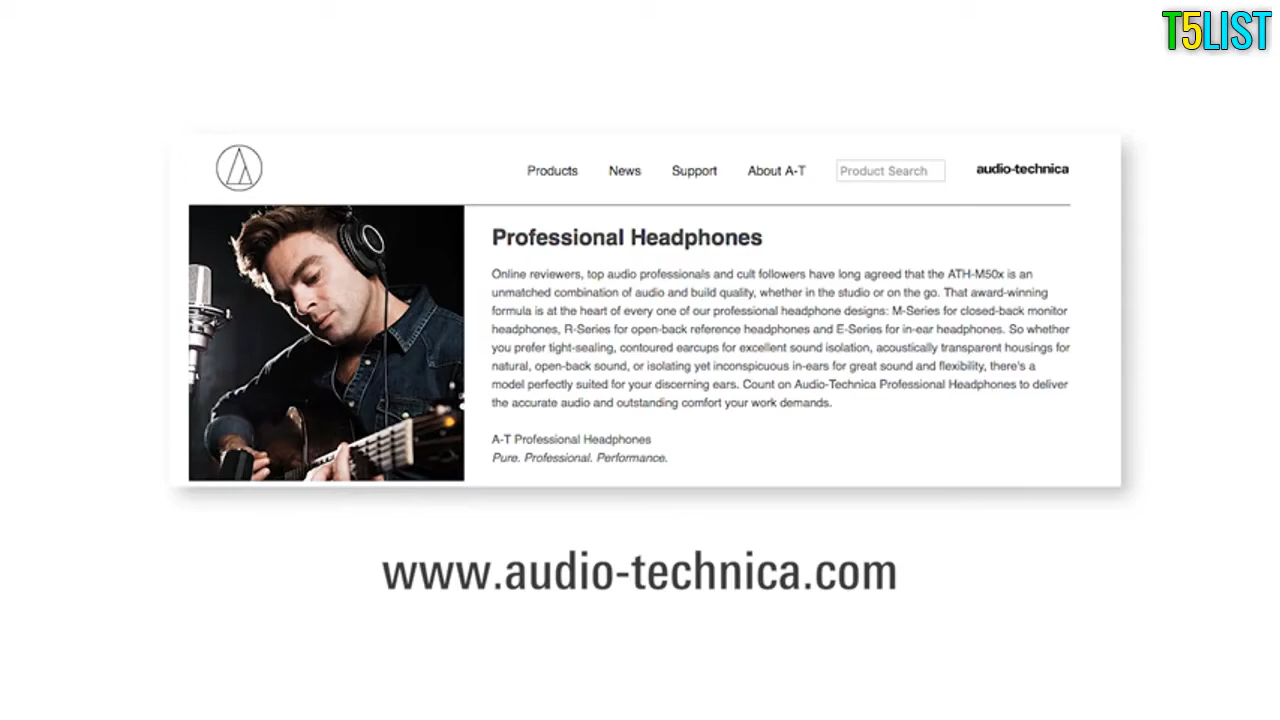 T5LIST
Products News Support About A-T Product Search audio-technica
Professional Headphones
Online reviewers, top audio professionals and cult followers have long agreed that the ATH-M50x is an
unmatched combination of audio and build quality, whether in the studio or on the go. That award-winning
formula is at the heart of every one of our professional headphone designs: M-Series for closed-back monitor
headphones, R-Series for open-back reference headphones and E-Series for in-ear headphones. So whether
you prefer tight-sealing, contoured earcups for excellent sound isolation, acoustically transparent housings for
natural, open-back sound, or isolating yet inconspicuous in-ears for great sound and flexibility, there's a
model perfectly suited for your discerning ears. Count on Audio-Technica Professional Headphones to deliver
the accurate audio and outstanding comfort your work demands.
A-T Professional Headphones
Pure. Professional. Performance.
www.audio-technica.com